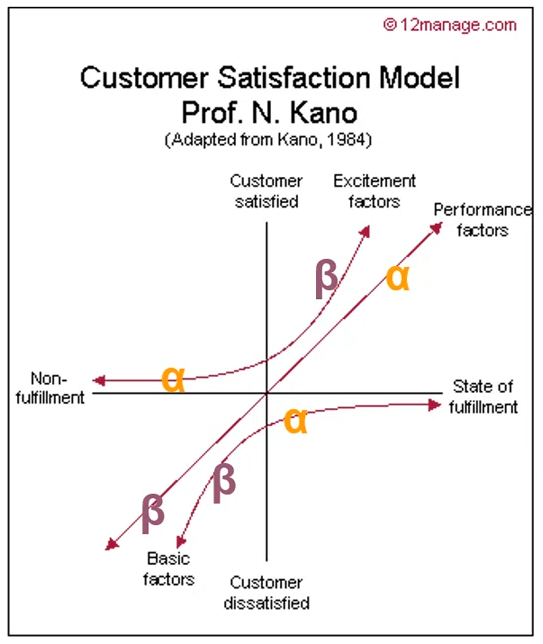 ©12manage.com
Customer Satisfaction Model
Prof. N. Kano
(Adapted from Kano, 1984)
Customer
satisfied
Excitement
factors
Performance
factors
β
α
α
Non-
fulfillment
State of
fulfillment
α
β
β
Basic
factors
Customer
dissatisfied